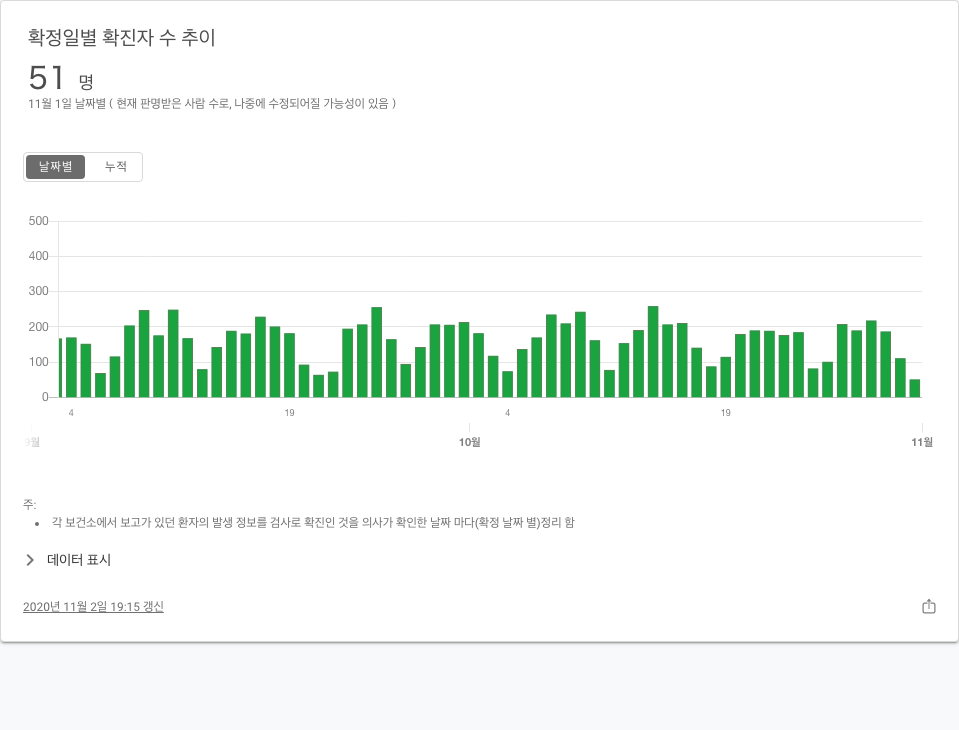 확정일별 확진자 수 추이
51 명
11월 1일 날짜별 ( 현재 판명받은 사람 수로, 나중에 수정되어질 가능성이 있음 )
날짜별 누적
500
400
300
200
100
0
4 19 4 19
9월 10월 11월
주:
각 보건소에서 보고가 있던 환자의 발생 정보를 검사로 확진인 것을 의사가 확인한 날짜 마다(확정 날짜 별)정리 함
데이터 표시
2020년 11월 2일 19:15 갱신